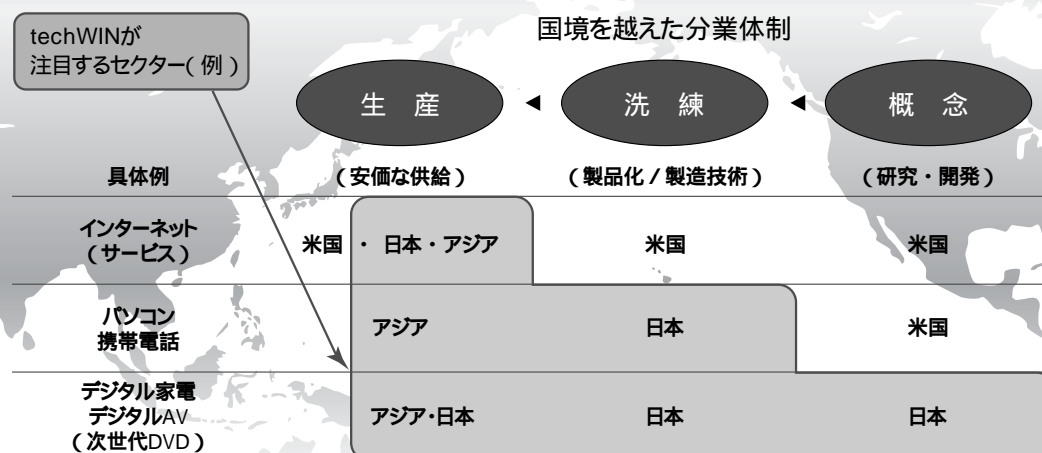 techWINが
注目するセクター(例)
国境を越えた分業体制
生 産 ◀ 洗 練 ◀ 概 念
具体例 (安価な供給) (製品化/製造技術) (研究・開発)
インターネット
(サービス)
米国・日本・アジア 米国 米国
パソコン
携帯電話
アジア 日本 米国
デジタル家電
デジタルAV
(次世代DVD)
アジア・日本 日本 日本